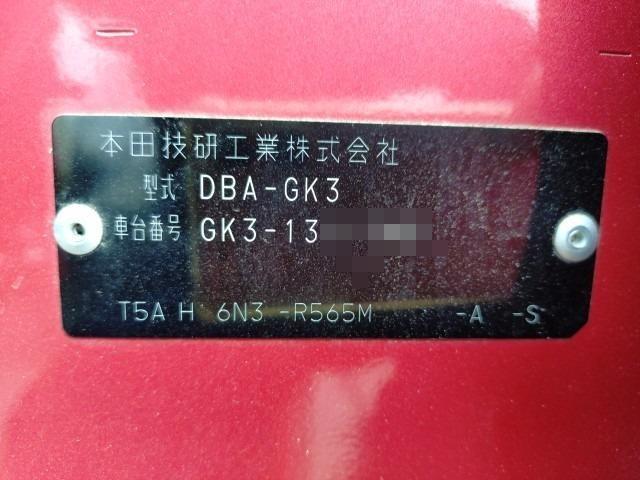 本田技研工業株式会社
型式 DBA-GK3
車台番号 GK3-13
T5A H 6N3 -R565M -A -S